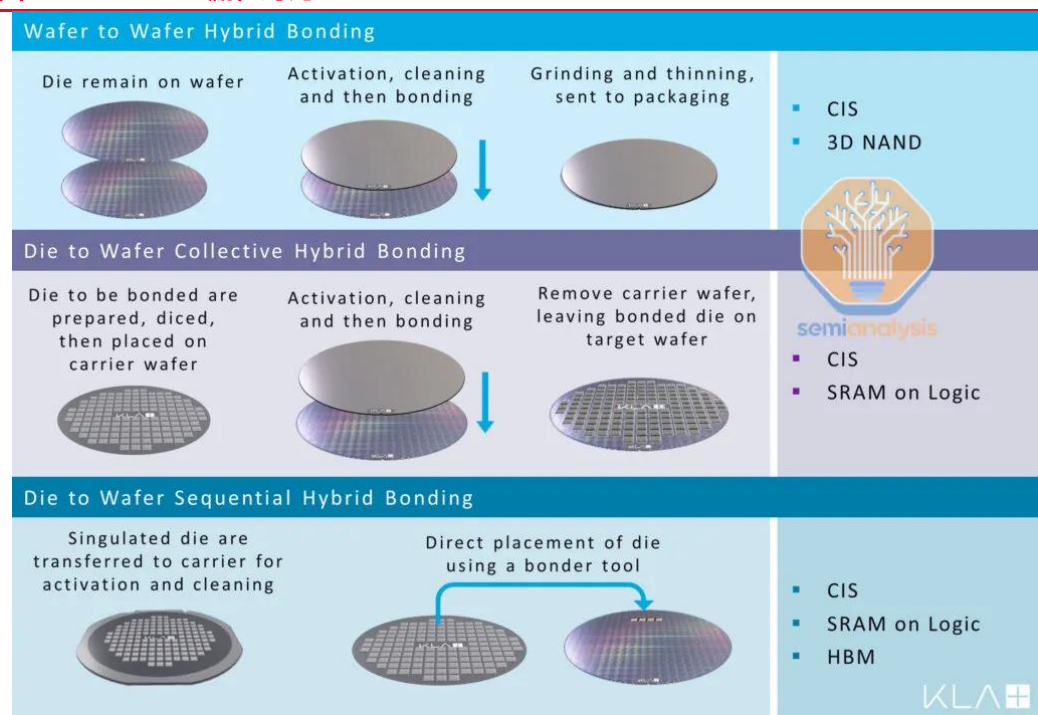 Wafer to Wafer Hybrid Bonding
Die remain on wafer
Activation, cleaning
and then bonding
Grinding and thinning,
sent to packaging
CIS
3D NAND
semianalysis
Die to Wafer Collective Hybrid Bonding
Die to be bonded are
prepared, diced,
then placed on
carrier wafer
Activation, cleaning
and then bonding
Remove carrier wafer,
leaving bonded die on
target wafer
KLA
KLA
CIS
SRAM on Logic
Die to Wafer Sequential Hybrid Bonding
Singulated die are
transferred to carrier for
activation and cleaning
Direct placement of die
using a bonder tool
KLA
CIS
SRAM on Logic
HBM
KLA